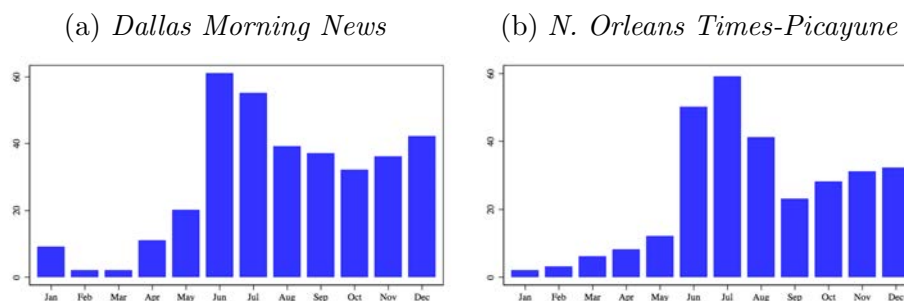 (a) Dallas Morning News
(b) N. Orleans Times-Picayune
60
40
20
0
Jan Feb Mar Apr May Jun Jul Aug Sep Oct Nov Dec
60
40
20
0
Jan Feb Mar Apr May Jun Jul Aug Sep Oct Nov Dec